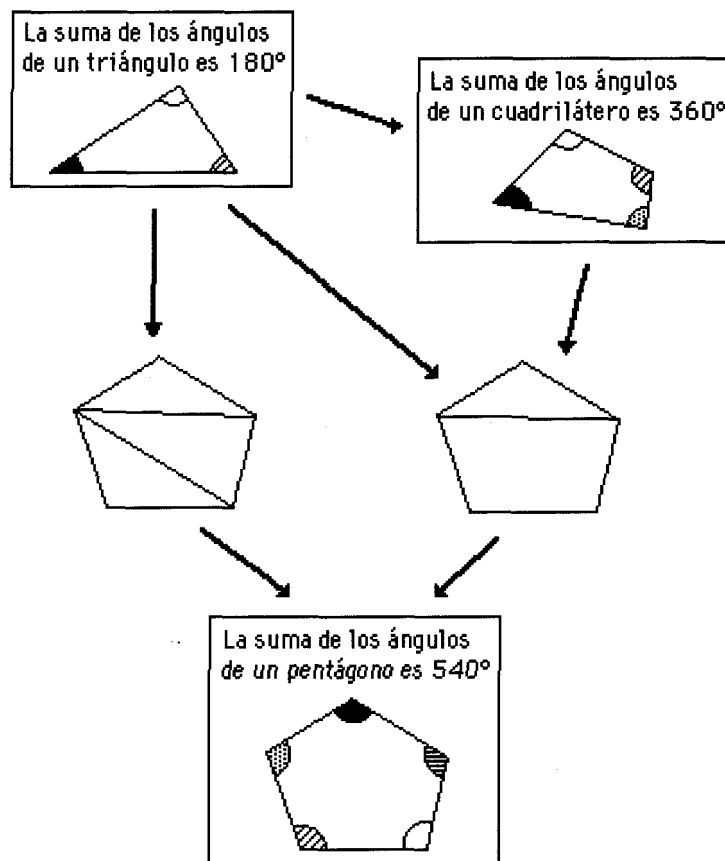 La suma de los ángulos
de un triángulo es 180°
La suma de los ángulos
de un cuadrilátero es 360°
La suma de los ángulos
de un pentágono es 540°